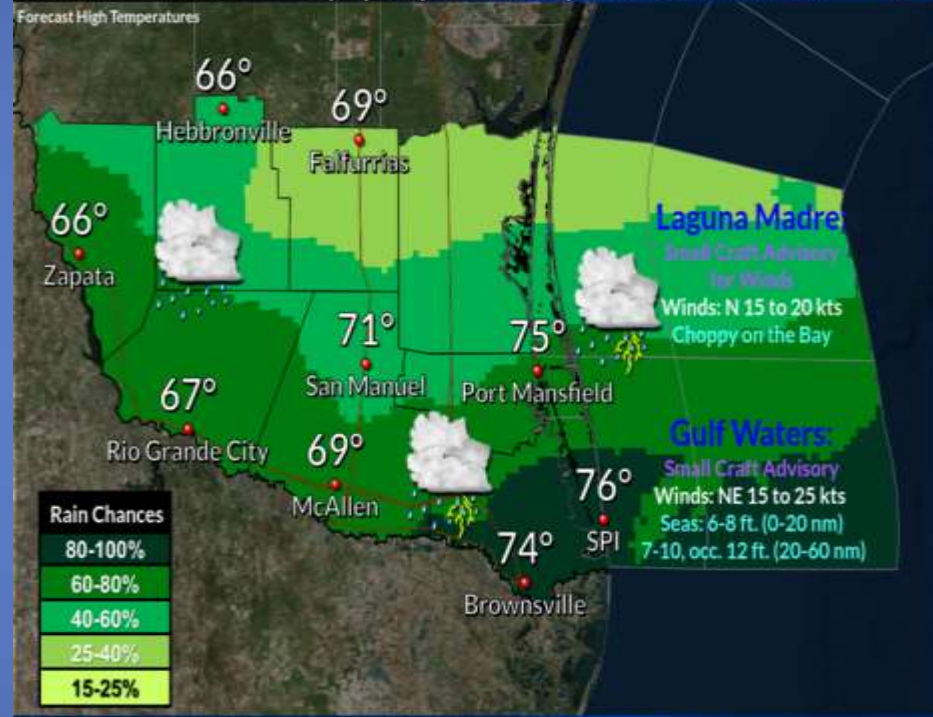 Forecast High Temperatures
66°
Hebbronville
69°
Falfurrias
66°
Zapata
Laguna Madre:
Small Craft Advisory
for Winds
Winds: N 15 to 20 kts
Choppy on the Bay
71°
San Manuel
75°
Port Mansfield
67°
Rio Grande City
69°
McAllen
Gulf Waters:
Small Craft Advisory
Winds: NE 15 to 25 kts
Seas: 6-8 ft. (0-20 nm)
7-10, occ. 12 ft. (20-60 nm)
76°
SPI
74°
Brownsville
Rain Chances
80-100%
60-80%
40-60%
25-40%
15-25%